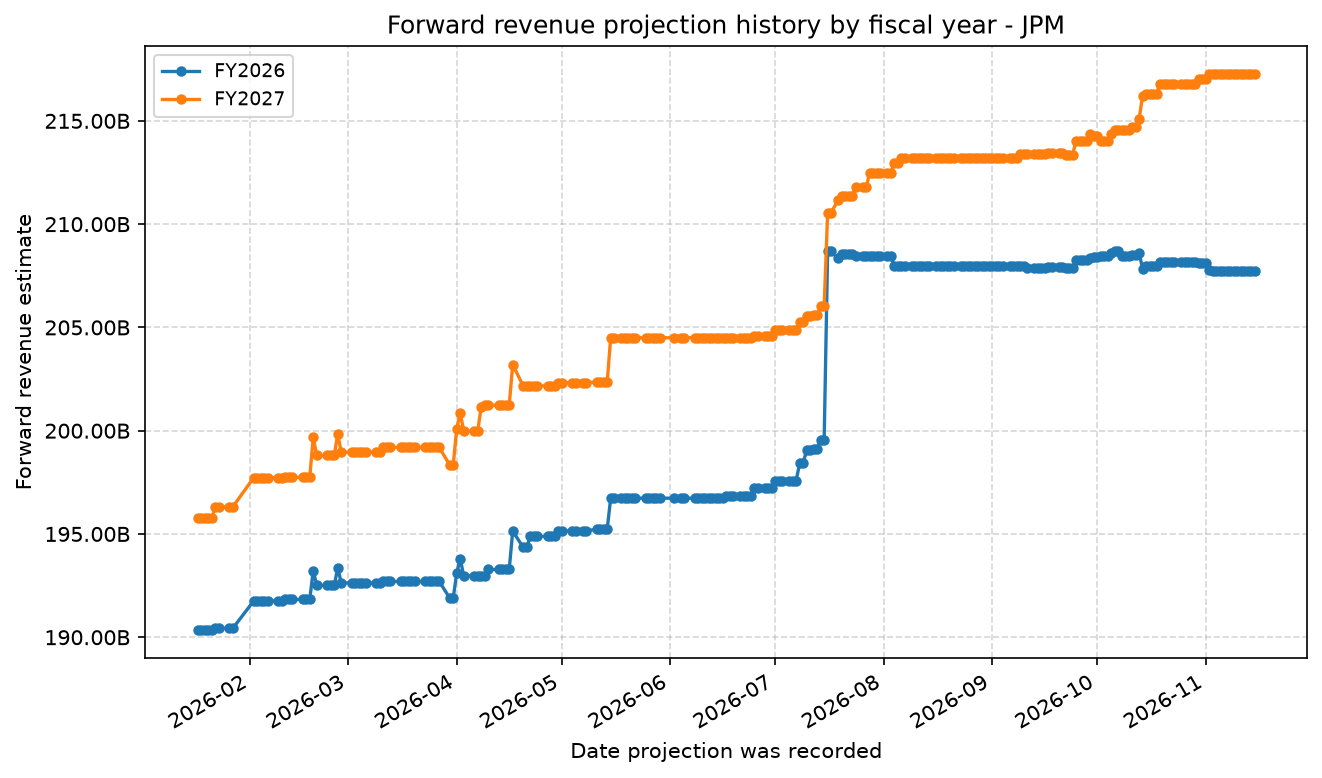 Forward revenue projection history by fiscal year - JPM
FY2026
FY2027
215.00B
210.00B
205.00B
200.00B
195.00B
190.00B
Forward revenue estimate
2026-02
2026-03
2026-04
2026-05
2026-06
2026-07
2026-08
2026-09
2026-10
2026-11
Date projection was recorded